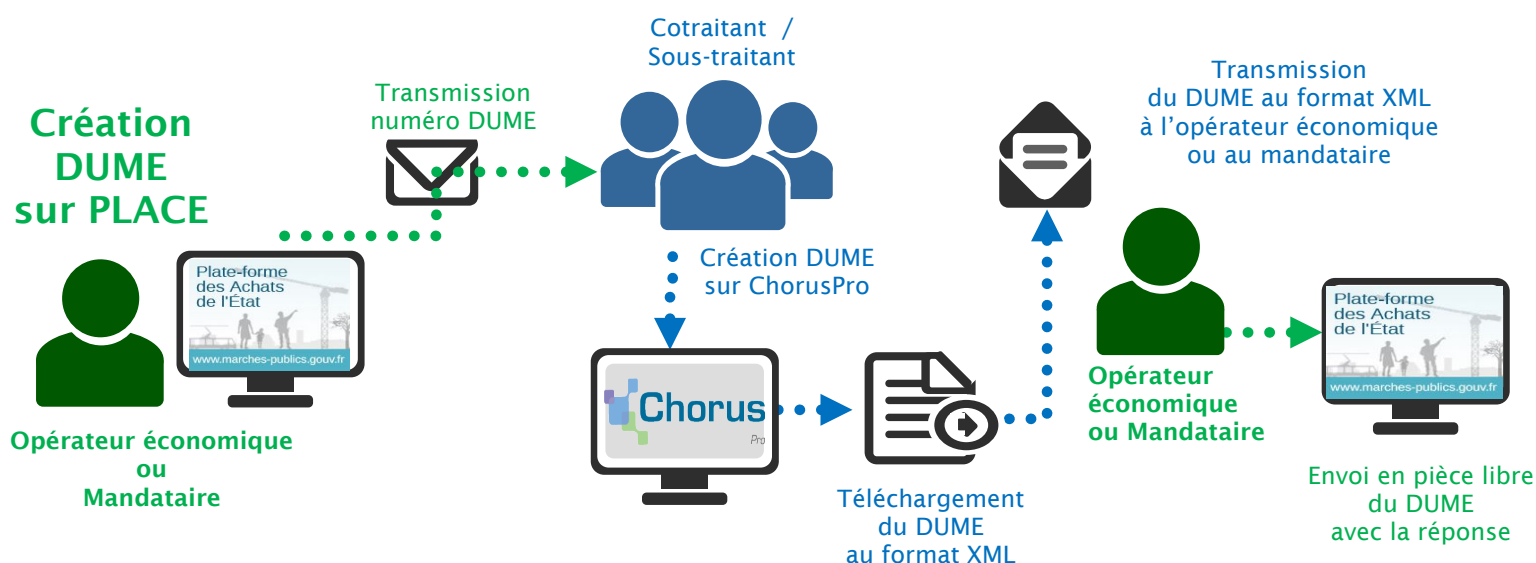 Création
DUME
sur PLACE
Plate-forme
des Achats
de l'État
www.marches-publics.gouv.fr
Opérateur économique
ou
Mandataire
Transmission
numéro DUME
Cotraitant /
Sous-traitant
Création DUME
sur ChorusPro
Chorus
Pro
Téléchargement
du DUME
au format XML
Transmission
du DUME au format XML
à l'opérateur économique
ou au mandataire
Opérateur
économique
ou Mandataire
Plate-forme
des Achats
de l'État
www.marches-publics.gouv.fr
Envoi en pièce libre
du DUME
avec la réponse